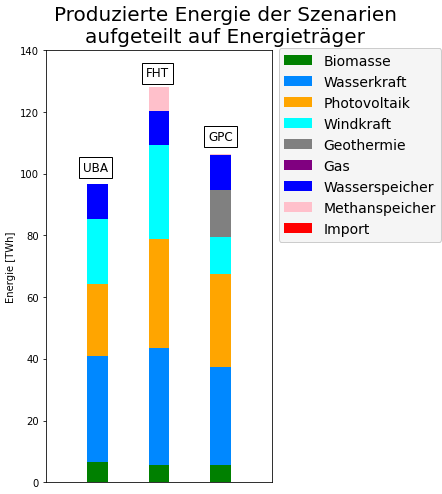 Produzierte Energie der Szenarien
aufgeteilt auf Energieträger
140
120
100
80
60
40
20
0
Energie [TWh]
UBA
FHT
GPC
Biomasse
Wasserkraft
Photovoltaik
Windkraft
Geothermie
Gas
Wasserspeicher
Methanspeicher
Import